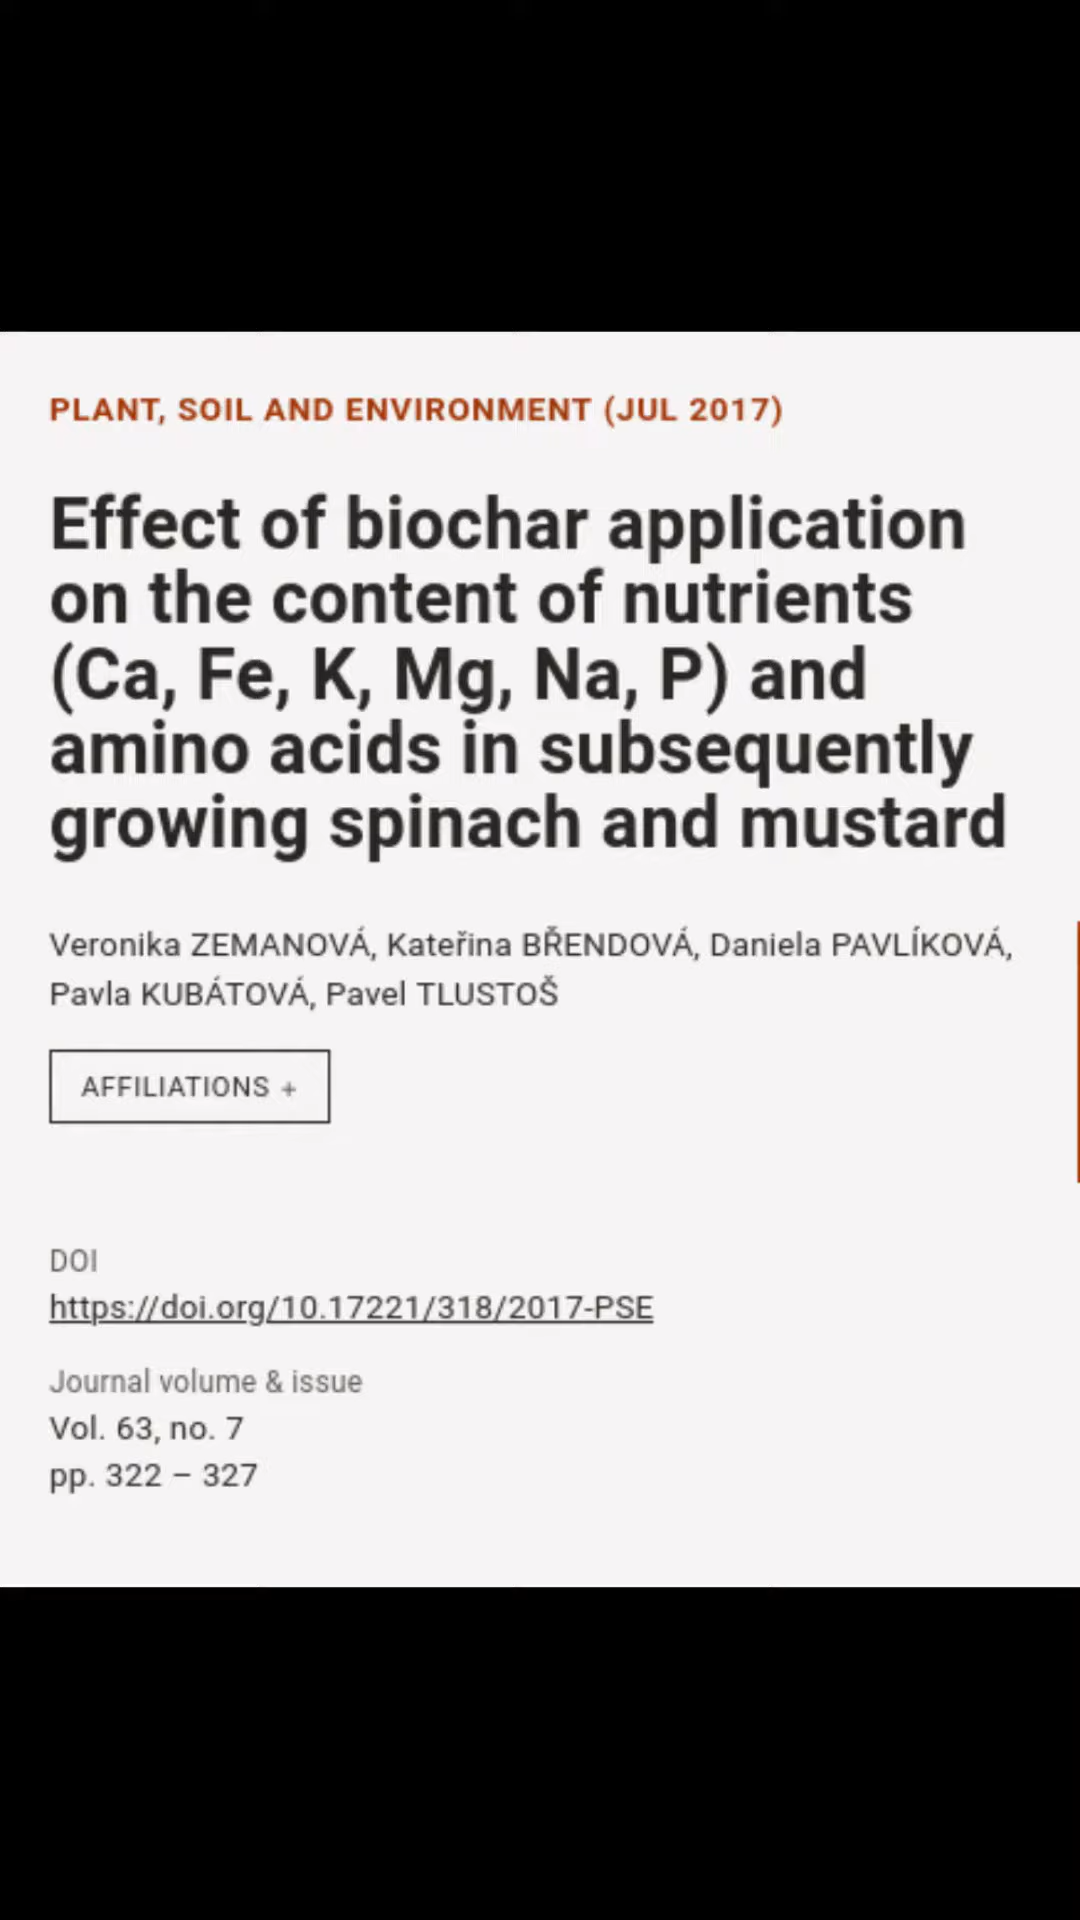 PLANT, SOIL AND ENVIRONMENT (JUL 2017)
Effect of biochar application
on the content of nutrients
(Ca, Fe, K, Mg, Na, P) and
amino acids in subsequently
growing spinach and mustard
Veronika ZEMANOVÁ, Kateřina BŘENDOVÁ, Daniela PAVLÍKOVÁ,
Pavla KUBÁTOVÁ, Pavel TLUSTOŠ
AFFILIATIONS +
DOI
https://doi.org/10.17221/318/2017-PSE
Journal volume & issue
Vol. 63, no. 7
pp. 322 – 327